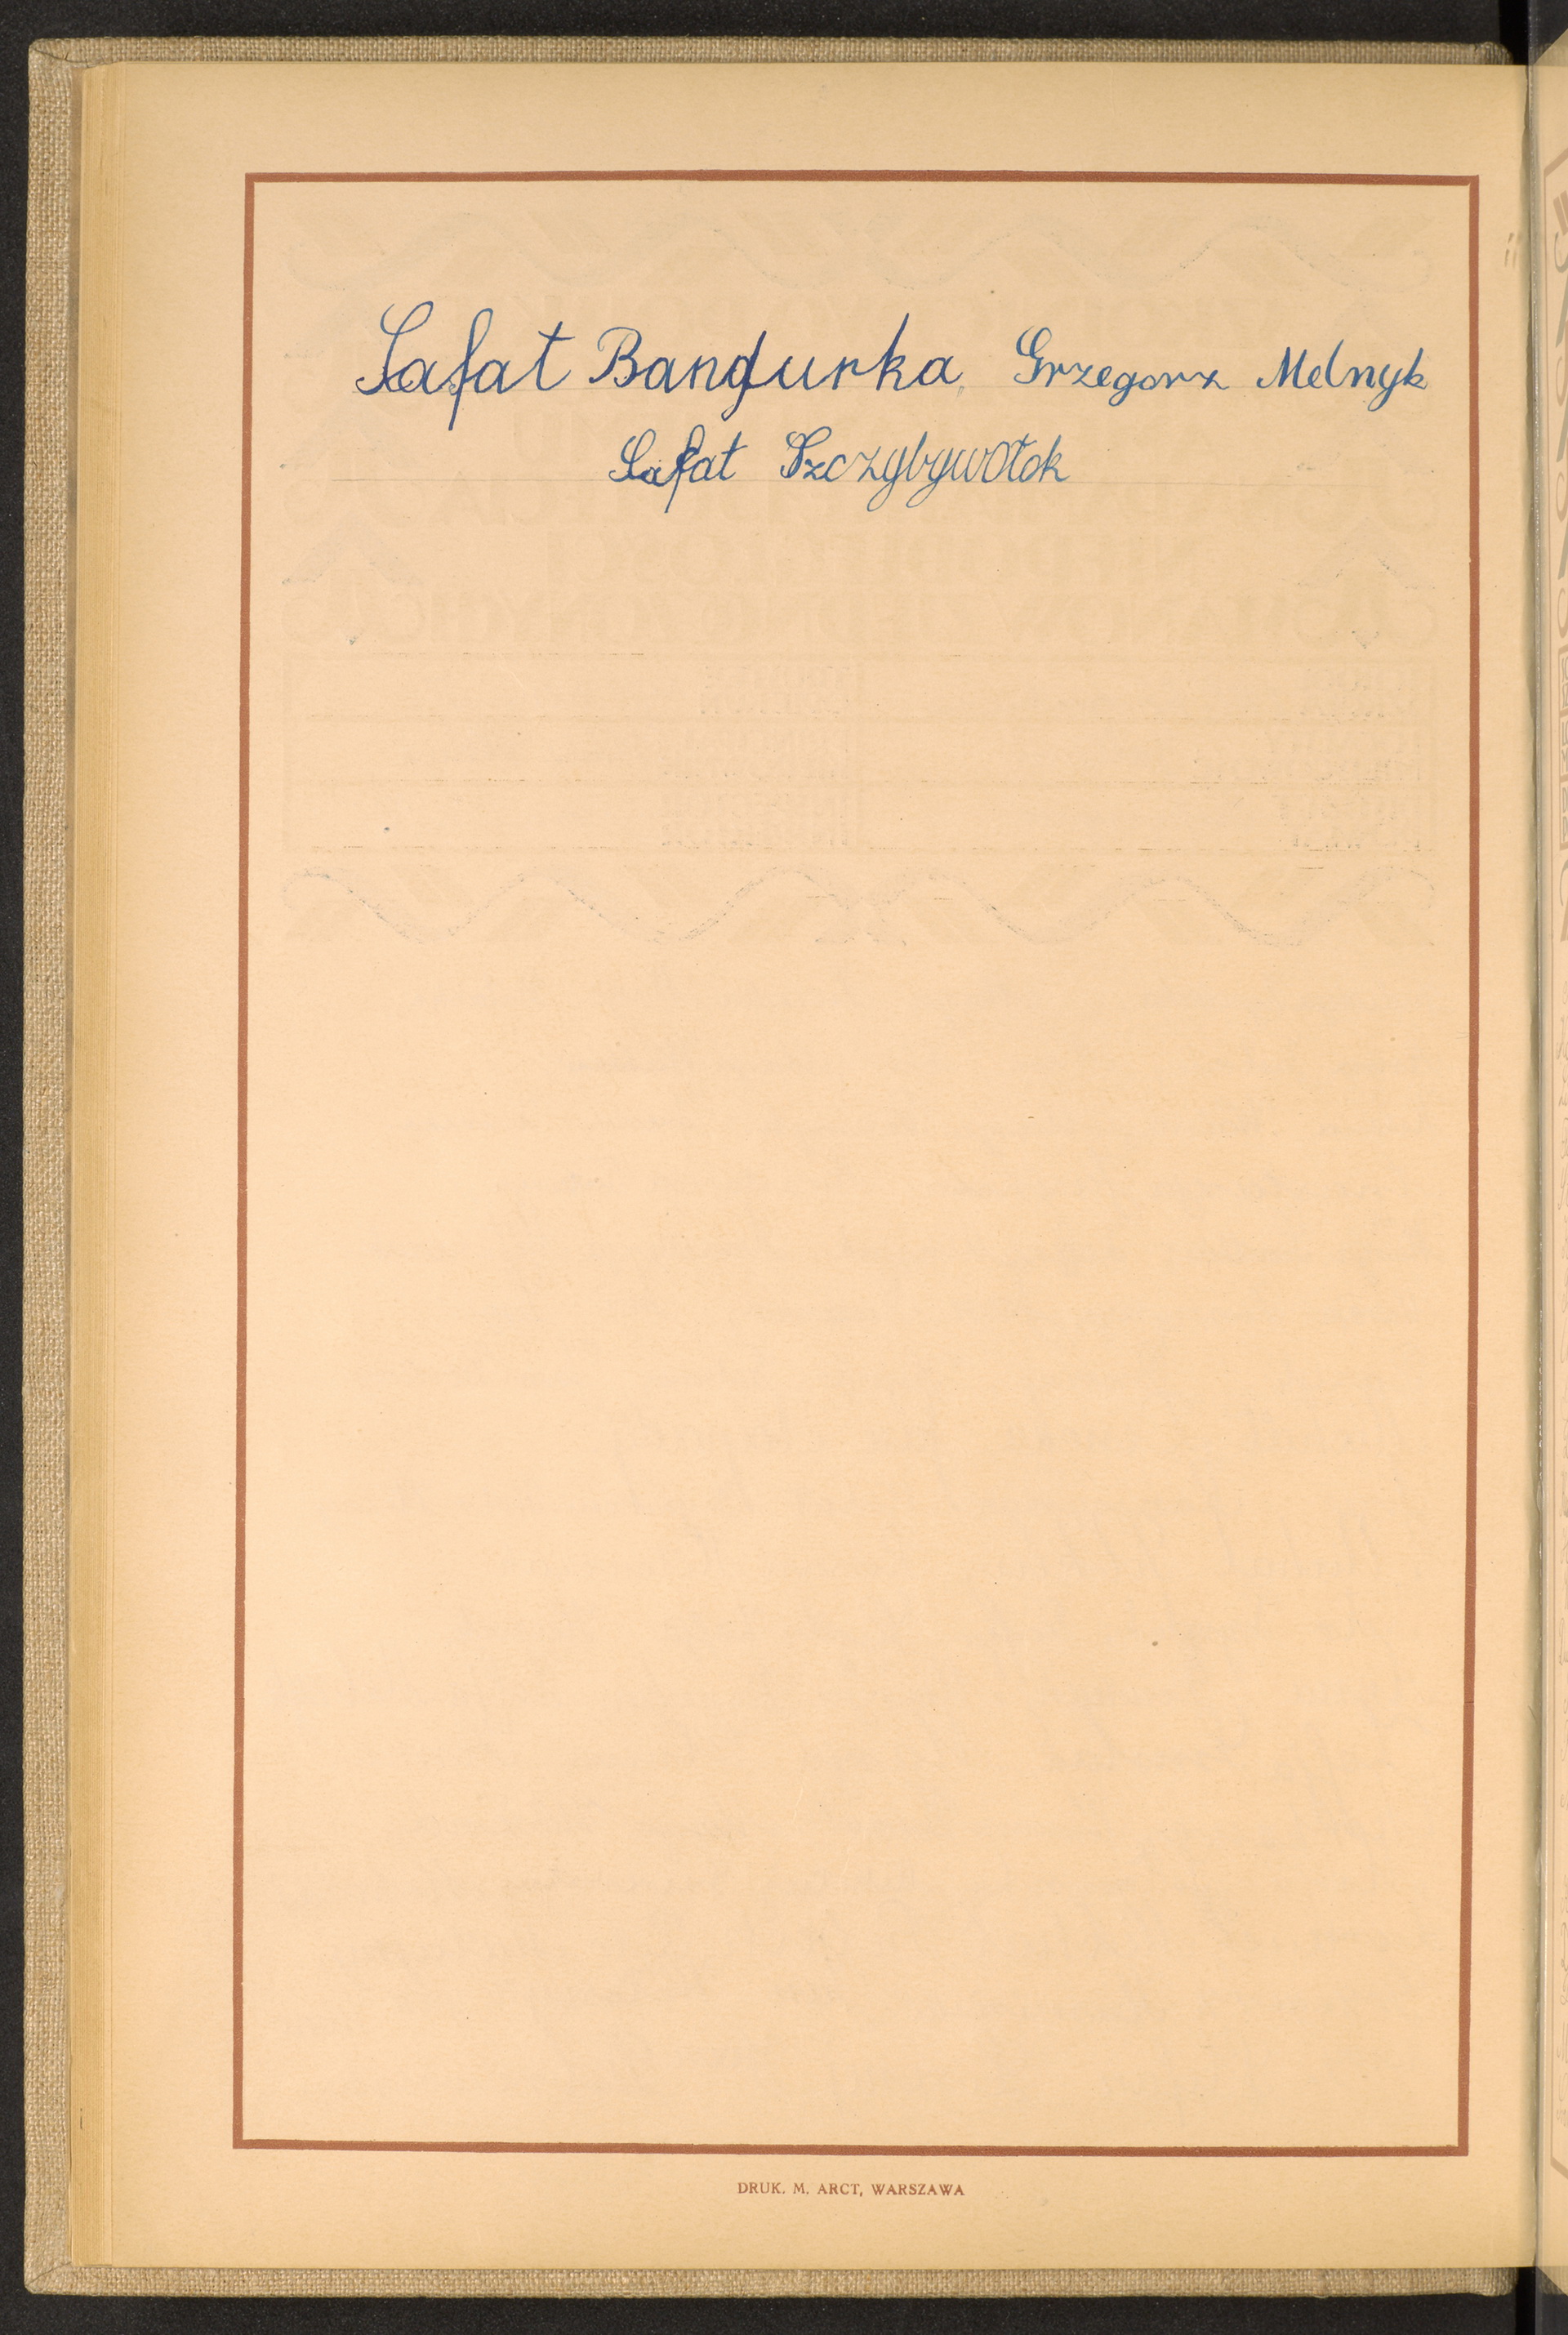 Safat Bandurka Grzegorz Melnyk
Safat Szczybywołok
DRUK. M. ARCT, WARSZAWA